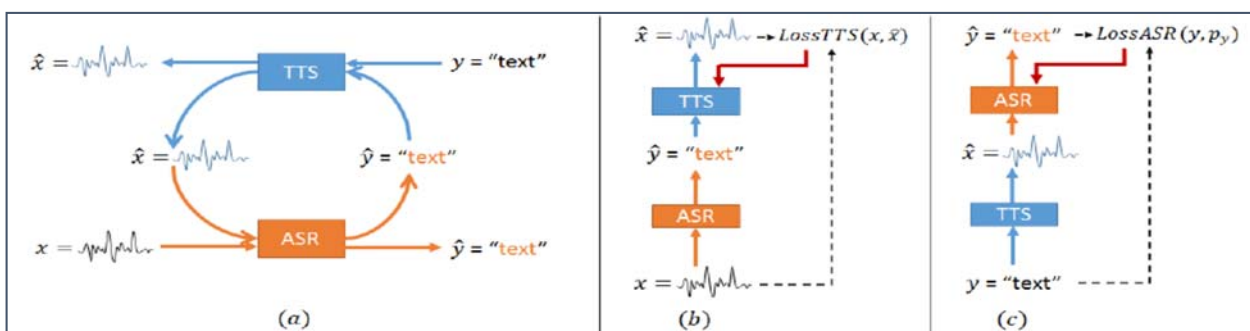 x̂ =
TTS
y = “text”
x̂ =
ŷ = “text”
x =
ASR
ŷ = “text”
(a)
x̂ = LossTTS(x, x̂)
TTS
ŷ = “text”
ASR
x =
(b)
ŷ = “text” LossASR(y, p_y)
ASR
x̂ =
TTS
y = “text”
(c)